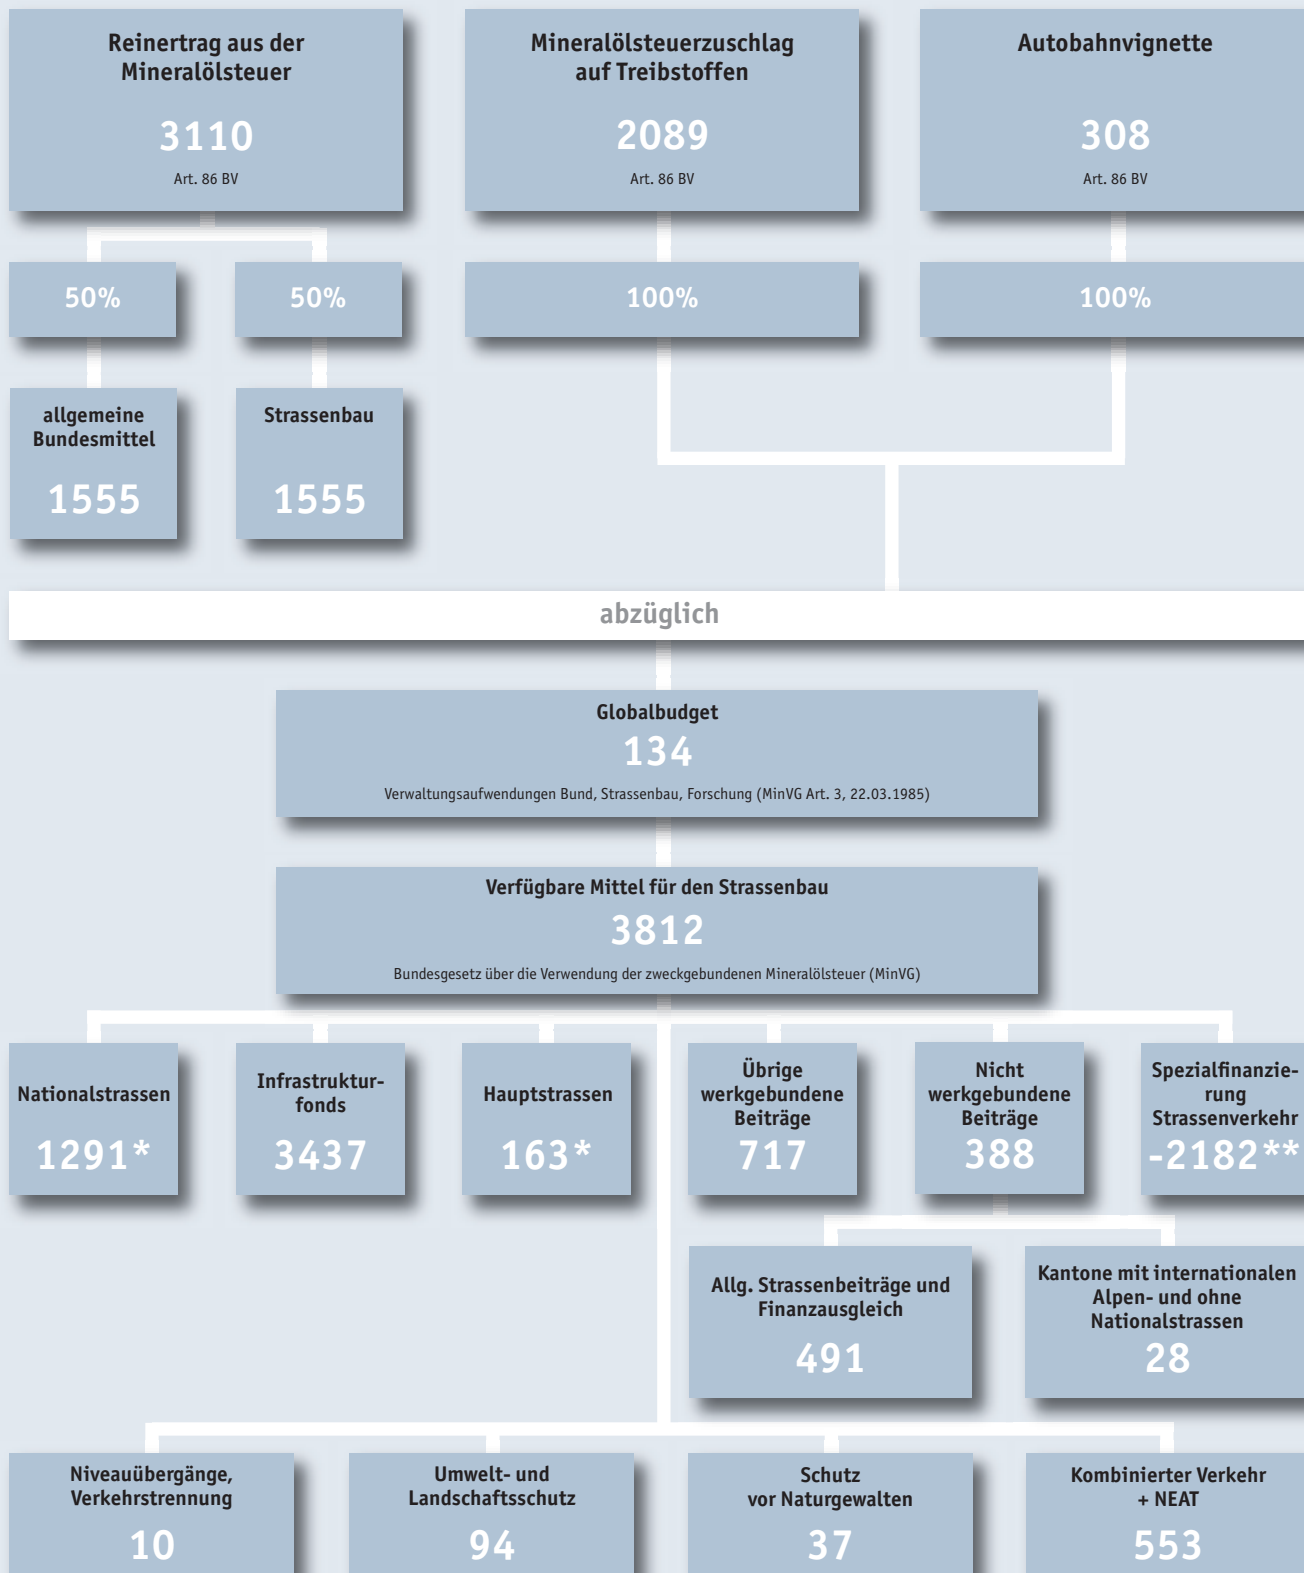 Reinertrag aus der
Mineralölsteuer
3110
Art. 86 BV
Mineralölsteuerzuschlag
auf Treibstoffen
2089
Art. 86 BV
Autobahnvignette
308
Art. 86 BV
50%
50%
100%
100%
allgemeine
Bundesmittel
1555
Strassenbau
1555
abzüglich
Globalbudget
134
Verwaltungsaufwendungen Bund, Strassenbau, Forschung (MinVG Art. 3, 22.03.1985)
Verfügbare Mittel für den Strassenbau
3812
Bundesgesetz über die Verwendung der zweckgebundenen Mineralölsteuer (MinVG)
Nationalstrassen
1291*
Infrastruktur-
fonds
3437
Hauptstrassen
163*
Übrige
werkgebundene
Beiträge
717
Nicht
werkgebundene
Beiträge
388
Spezialfinanzie-
rung
Strassenverkehr
-2182**
Allg. Strassenbeiträge und
Finanzausgleich
491
Kantone mit internationalen
Alpen- und ohne
Nationalstrassen
28
Niveauübergänge,
Verkehrstrennung
10
Umwelt- und
Landschaftsschutz
94
Schutz
vor Naturgewalten
37
Kombinierter Verkehr
+ NEAT
553